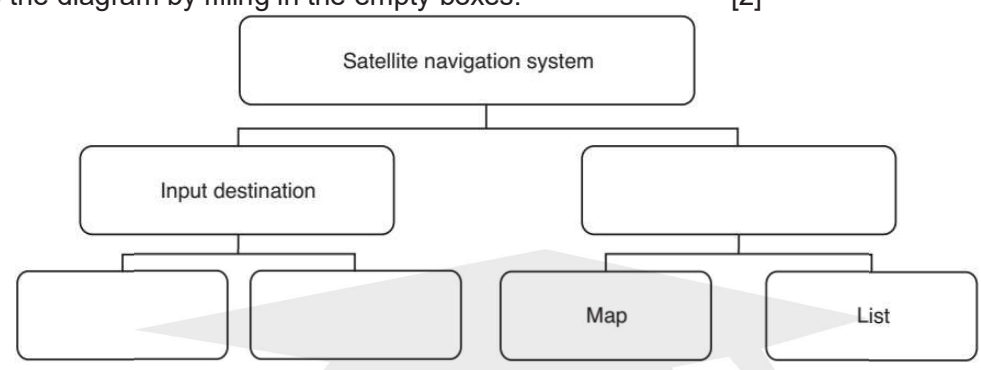 the diagram by filling in the empty boxes. [2]
Satellite navigation system
Input destination
Map
List